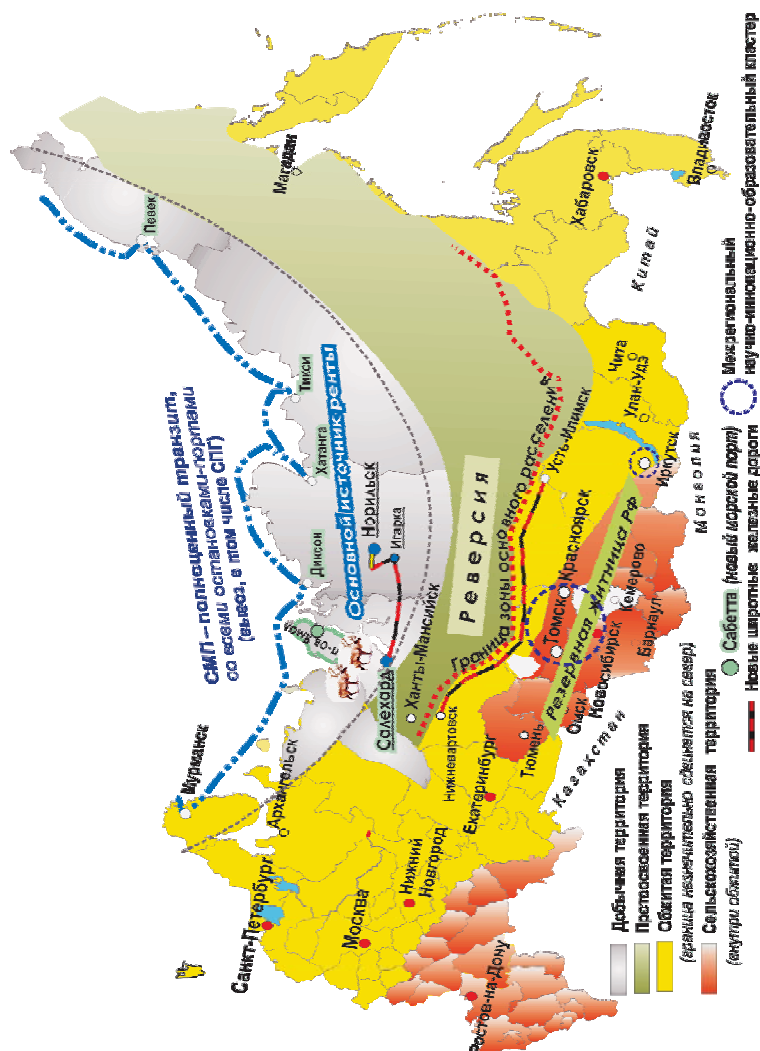 СМП – полноценный транзит,
со всеми остановками-портами
(вывоз, в том числе СПГ)
Основной источник ренты
Мурманск
Архангельск
Санкт-Петербург
Москва
Нижний
Новгород
Ростов-на-Дону
Екатеринбург
п-ов Ямал
Салехард
Диксон
Хатанга
Тикси
Певек
Норильск
Игарка
Магадан
Реверсия
Ханты-Мансийск
Нижневартовск
Граница зоны основного расселения
Усть-Илимск
Тюмень
Омск
Новосибирск
Томск
Красноярск
Кемерово
Барнаул
Резервная житница РФ
Иркутск
Улан-Удэ
Чита
Хабаровск
Владивосток
Казахстан
Монголия
Китай
Добычная территория
Претосвоенная территория
Обжитая территория
(граница незначительно сдвигается на север)
Сельскохозяйственная территория
(внутри обжитой)
Сабетта (новый морской порт)
Новые широтные железные дороги
Межрегиональный
научно-инновационно-образовательный кластер